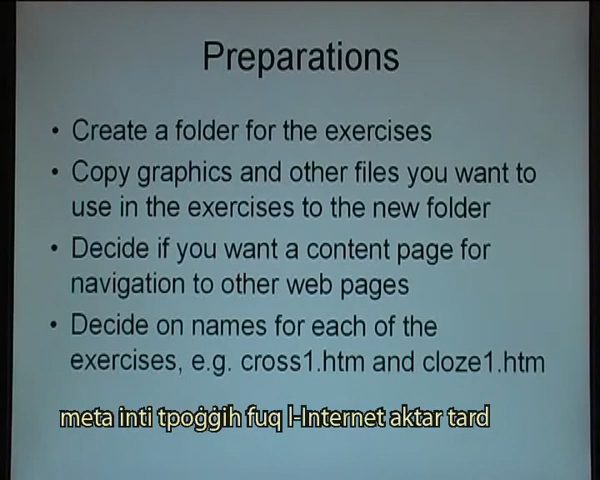 Preparations
• Create a folder for the exercises
• Copy graphics and other files you want to
use in the exercises to the new folder
• Decide if you want a content page for
navigation to other web pages
• Decide on names for each of the
exercises, e.g. cross1.htm and cloze1.htm
meta inti tpoġġih fuq l-Internet aktar tard